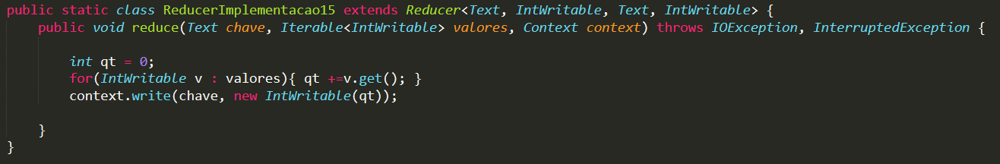 public static class ReducerImplementacao15 extends Reducer<Text, IntWritable, Text, IntWritable> {
public void reduce(Text chave, Iterable<IntWritable> valores, Context context) throws IOException, InterruptedException {
int qt = 0;
for(IntWritable v : valores){ qt +=v.get(); }
context.write(chave, new IntWritable(qt));
}
}